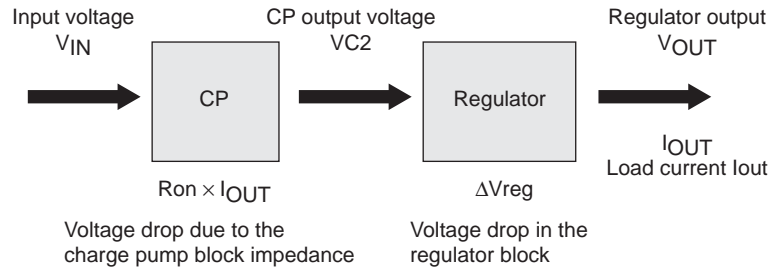 Input voltage
VIN
CP output voltage
VC2
Regulator output
VOUT
CP
Regulator
IOUT
Load current Iout
Ron × IOUT
ΔVreg
Voltage drop due to the
charge pump block impedance
Voltage drop in the
regulator block